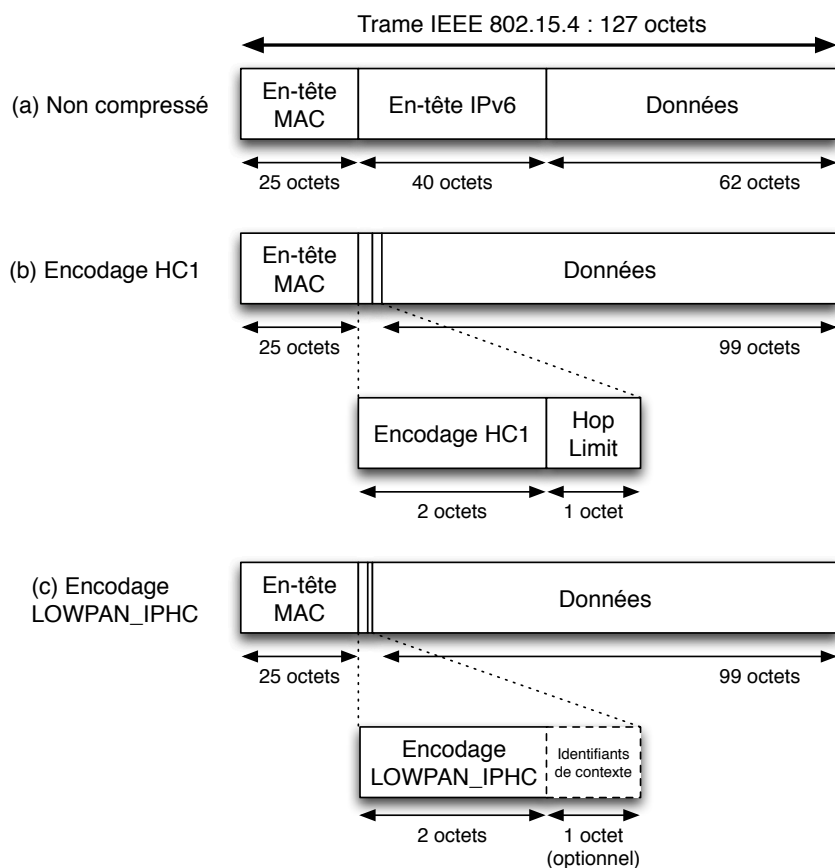 Trame IEEE 802.15.4 : 127 octets
(a) Non compressé
En-tête
MAC
En-tête IPv6
Données
25 octets
40 octets
62 octets
(b) Encodage HC1
En-tête
MAC
Données
25 octets
99 octets
Encodage HC1
Hop
Limit
2 octets
1 octet
(c) Encodage
LOWPAN_IPHC
En-tête
MAC
Données
25 octets
99 octets
Encodage
LOWPAN_IPHC
Identifiants
de contexte
2 octets
1 octet
(optionnel)